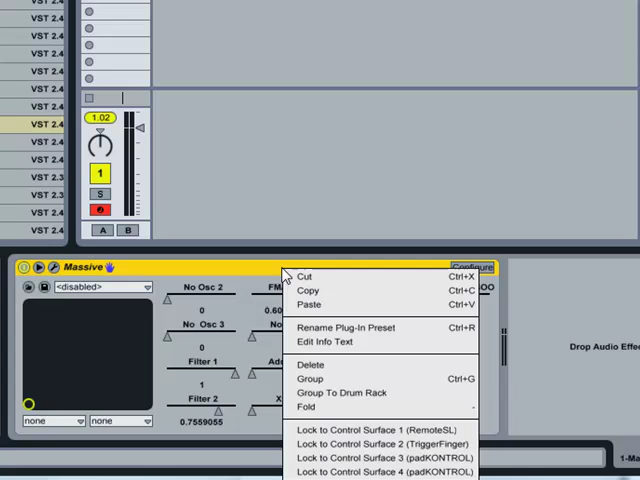 VST 2.4
VST 2.4
VST 2.4
VST 2.4
VST 2.4
VST 2.4
VST 2.4
VST 2.4
VST 2.4
VST 2.4
VST 2.3
VST 2.3
VST 2.4
VST 2.4
1.02
1
S
A B
Massive
Configure
<disabled>
No Osc 2
0
No Osc 3
0
Filter 1
1
Filter 2
0.7559055
none
none
Cut Ctrl+X
Copy Ctrl+C
Paste Ctrl+V
Rename Plug-In Preset Ctrl+R
Edit Info Text
Delete
Group Ctrl+G
Group To Drum Rack
Fold -
Lock to Control Surface 1 (RemoteSL)
Lock to Control Surface 2 (TriggerFinger)
Lock to Control Surface 3 (padKONTROL)
Lock to Control Surface 4 (padKONTROL)
Drop Audio Effe
1-Ma